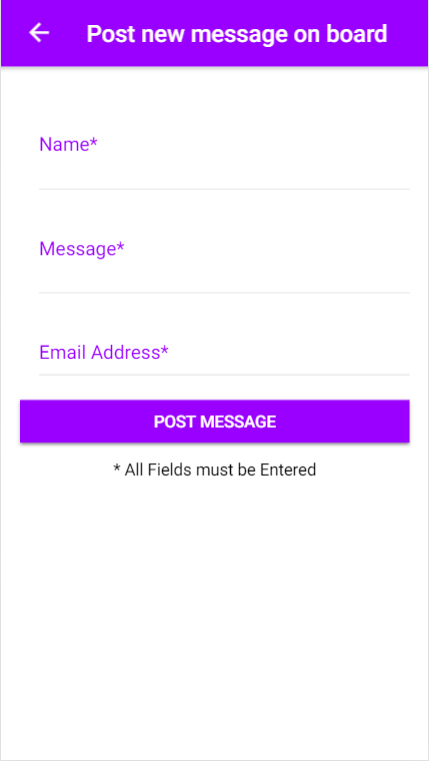 Post new message on board
Name*
Message*
Email Address*
POST MESSAGE
* All Fields must be Entered